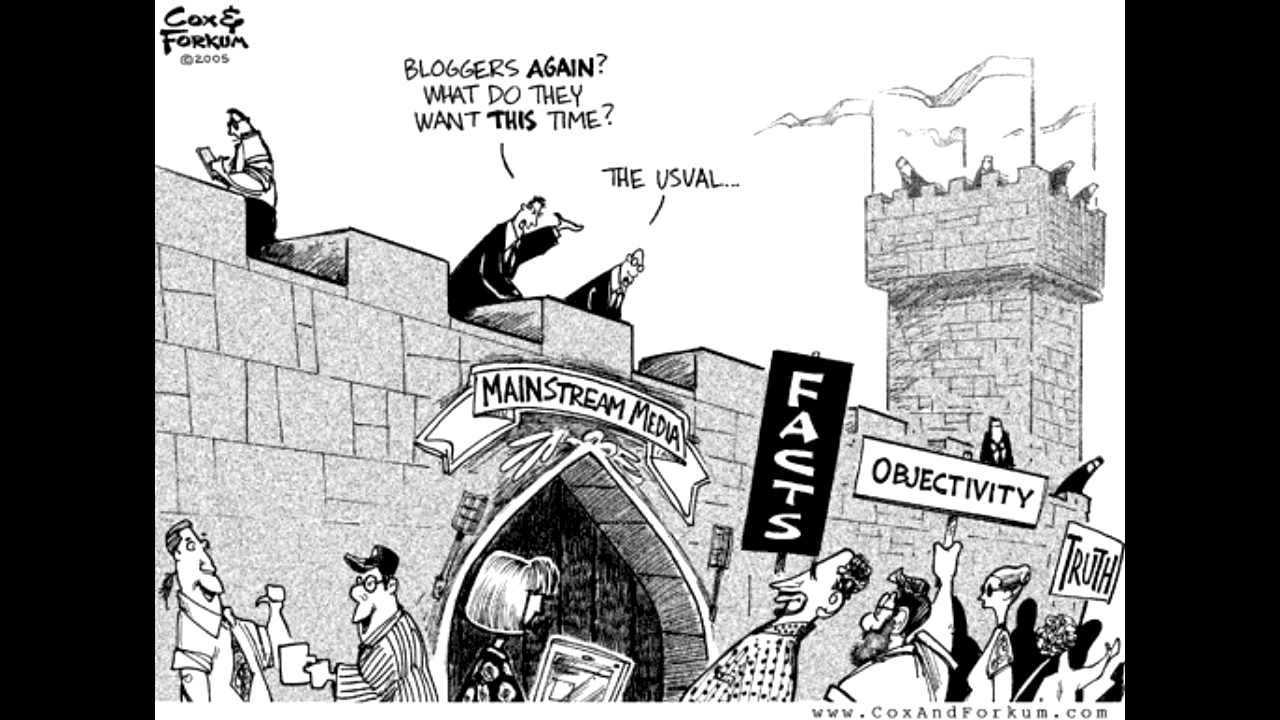 Cox &
Forkum
©2005
BLOGGERS AGAIN?
WHAT DO THEY
WANT THIS TIME?
THE USUAL...
MAINSTREAM MEDIA
FACTS
OBJECTIVITY
TRUTH
www.CoxAndForkum.com